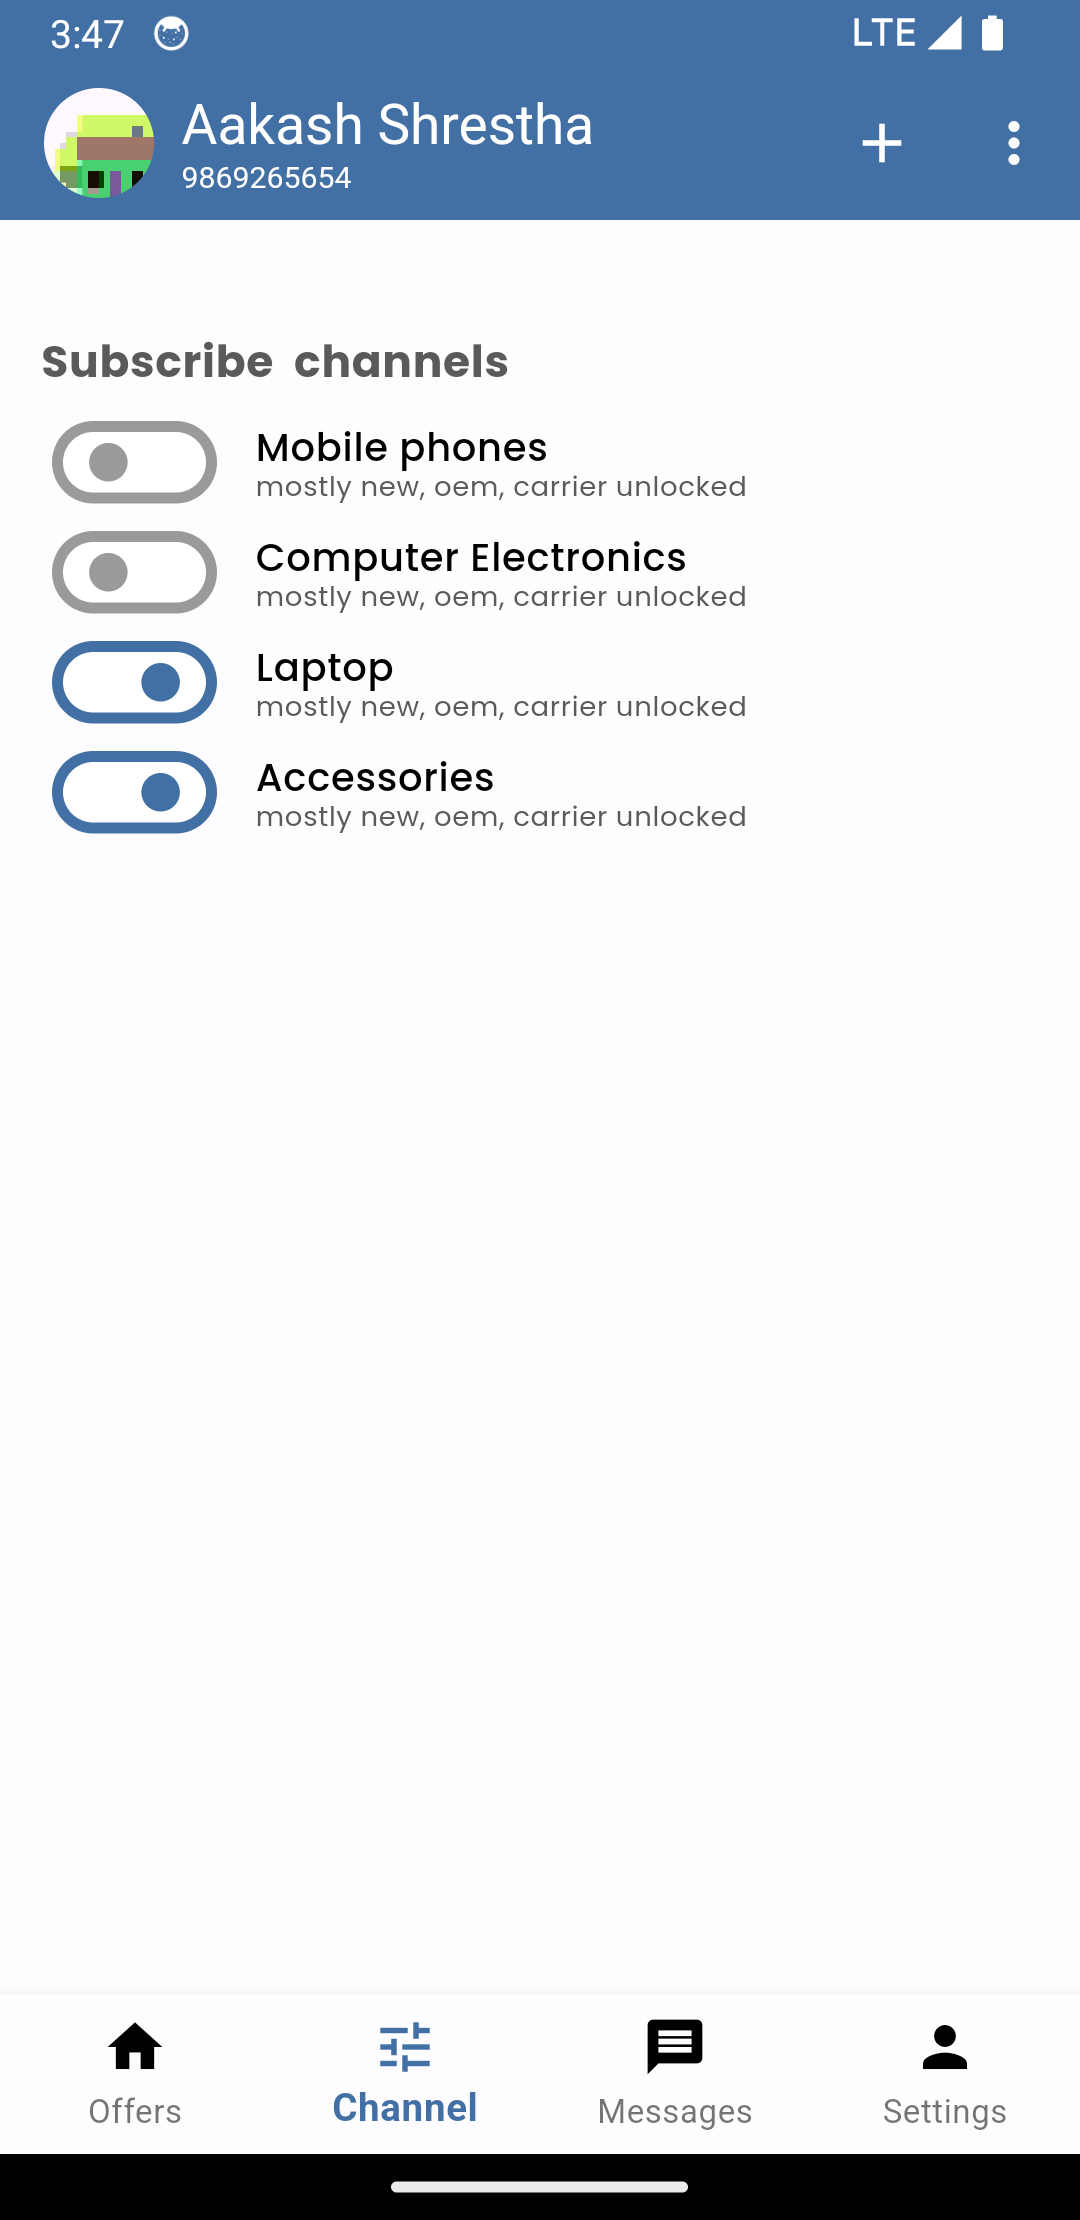 3:47 LTE
Aakash Shrestha
9869265654
Subscribe channels
Mobile phones
mostly new, oem, carrier unlocked
Computer Electronics
mostly new, oem, carrier unlocked
Laptop
mostly new, oem, carrier unlocked
Accessories
mostly new, oem, carrier unlocked
Offers Channel Messages Settings